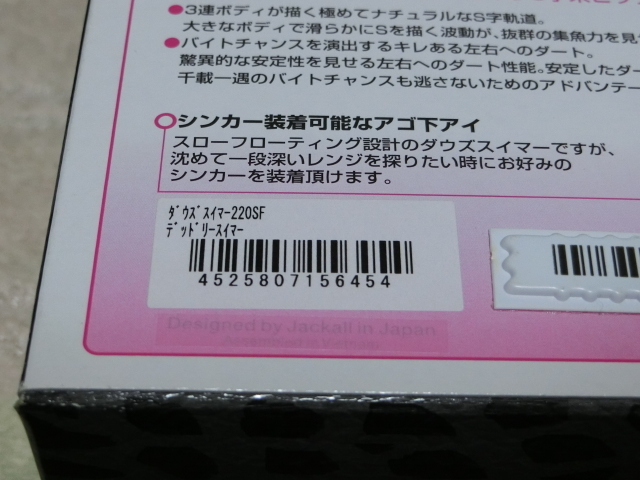 ●3連ボディが描く極めてナチュラルなS字軌道。
大きなボディで滑らかにSを描く波動が、抜群の集魚力を見
●バイトチャンスを演出するキレある左右へのダート。
驚異的な安定性を見せる左右へのダート性能。安定したダー
千載一遇のバイトチャンスも逃さないためのアドバンテー
シンカー装着可能なアゴ下アイ
スローフローティング設計のダウズスイマーですが、
沈めて一段深いレンジを探りたい時にお好みの
シンカーを装着頂けます。
ﾀﾞｳｽﾞｽｲﾏｰ220SF
ﾃﾞｯﾄﾞﾘｰｽｲﾏｰ
4525807156454
Designed by Jackall in Japan
Assembled in Vietnam